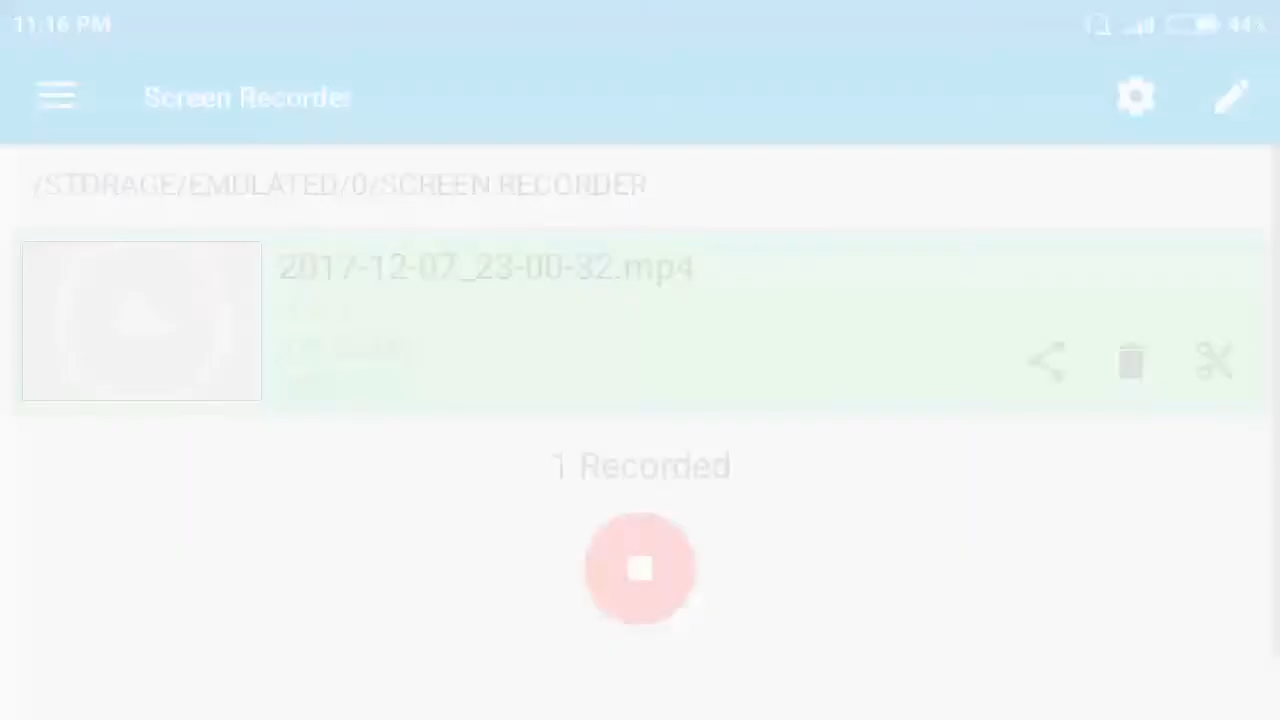 11:16 PM
44%
Screen Recorder
/STORAGE/EMULATED/0/SCREEN RECORDER
2017-12-07_23-00-32.mp4
1 Recorded